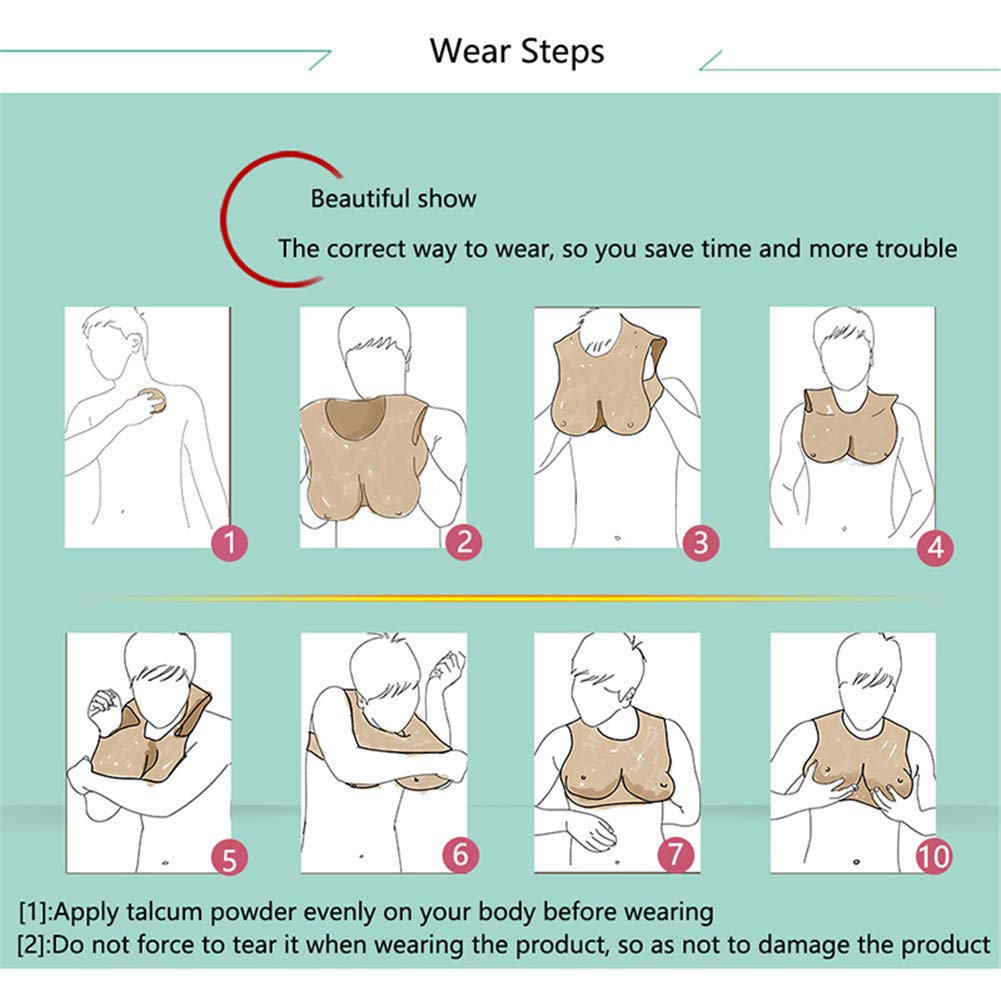 Wear Steps
Beautiful show
The correct way to wear, so you save time and more trouble
1
2
3
4
5
6
7
10
[1]:Apply talcum powder evenly on your body before wearing
[2]:Do not force to tear it when wearing the product, so as not to damage the product